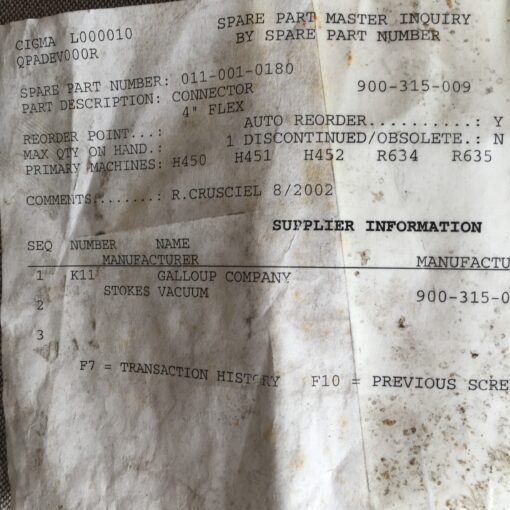 CIGMA L000010 SPARE PART MASTER INQUIRY
QPADEV000R BY SPARE PART NUMBER
SPARE PART NUMBER: 011-001-0180 900-315-009
PART DESCRIPTION: CONNECTOR
4" FLEX
REORDER POINT...: AUTO REORDER...........: Y
MAX QTY ON HAND.: 1 DISCONTINUED/OBSOLETE.: N
PRIMARY MACHINES: H450 H451 H452 R634 R635
COMMENTS........: R.CRUSCIEL 8/2002
SUPPLIER INFORMATION
SEQ NUMBER NAME
MANUFACTURER MANUFACTU
1 K11 GALLOUP COMPANY
STOKES VACUUM 900-315-0
2
3
F7 = TRANSACTION HISTORY F10 = PREVIOUS SCRE